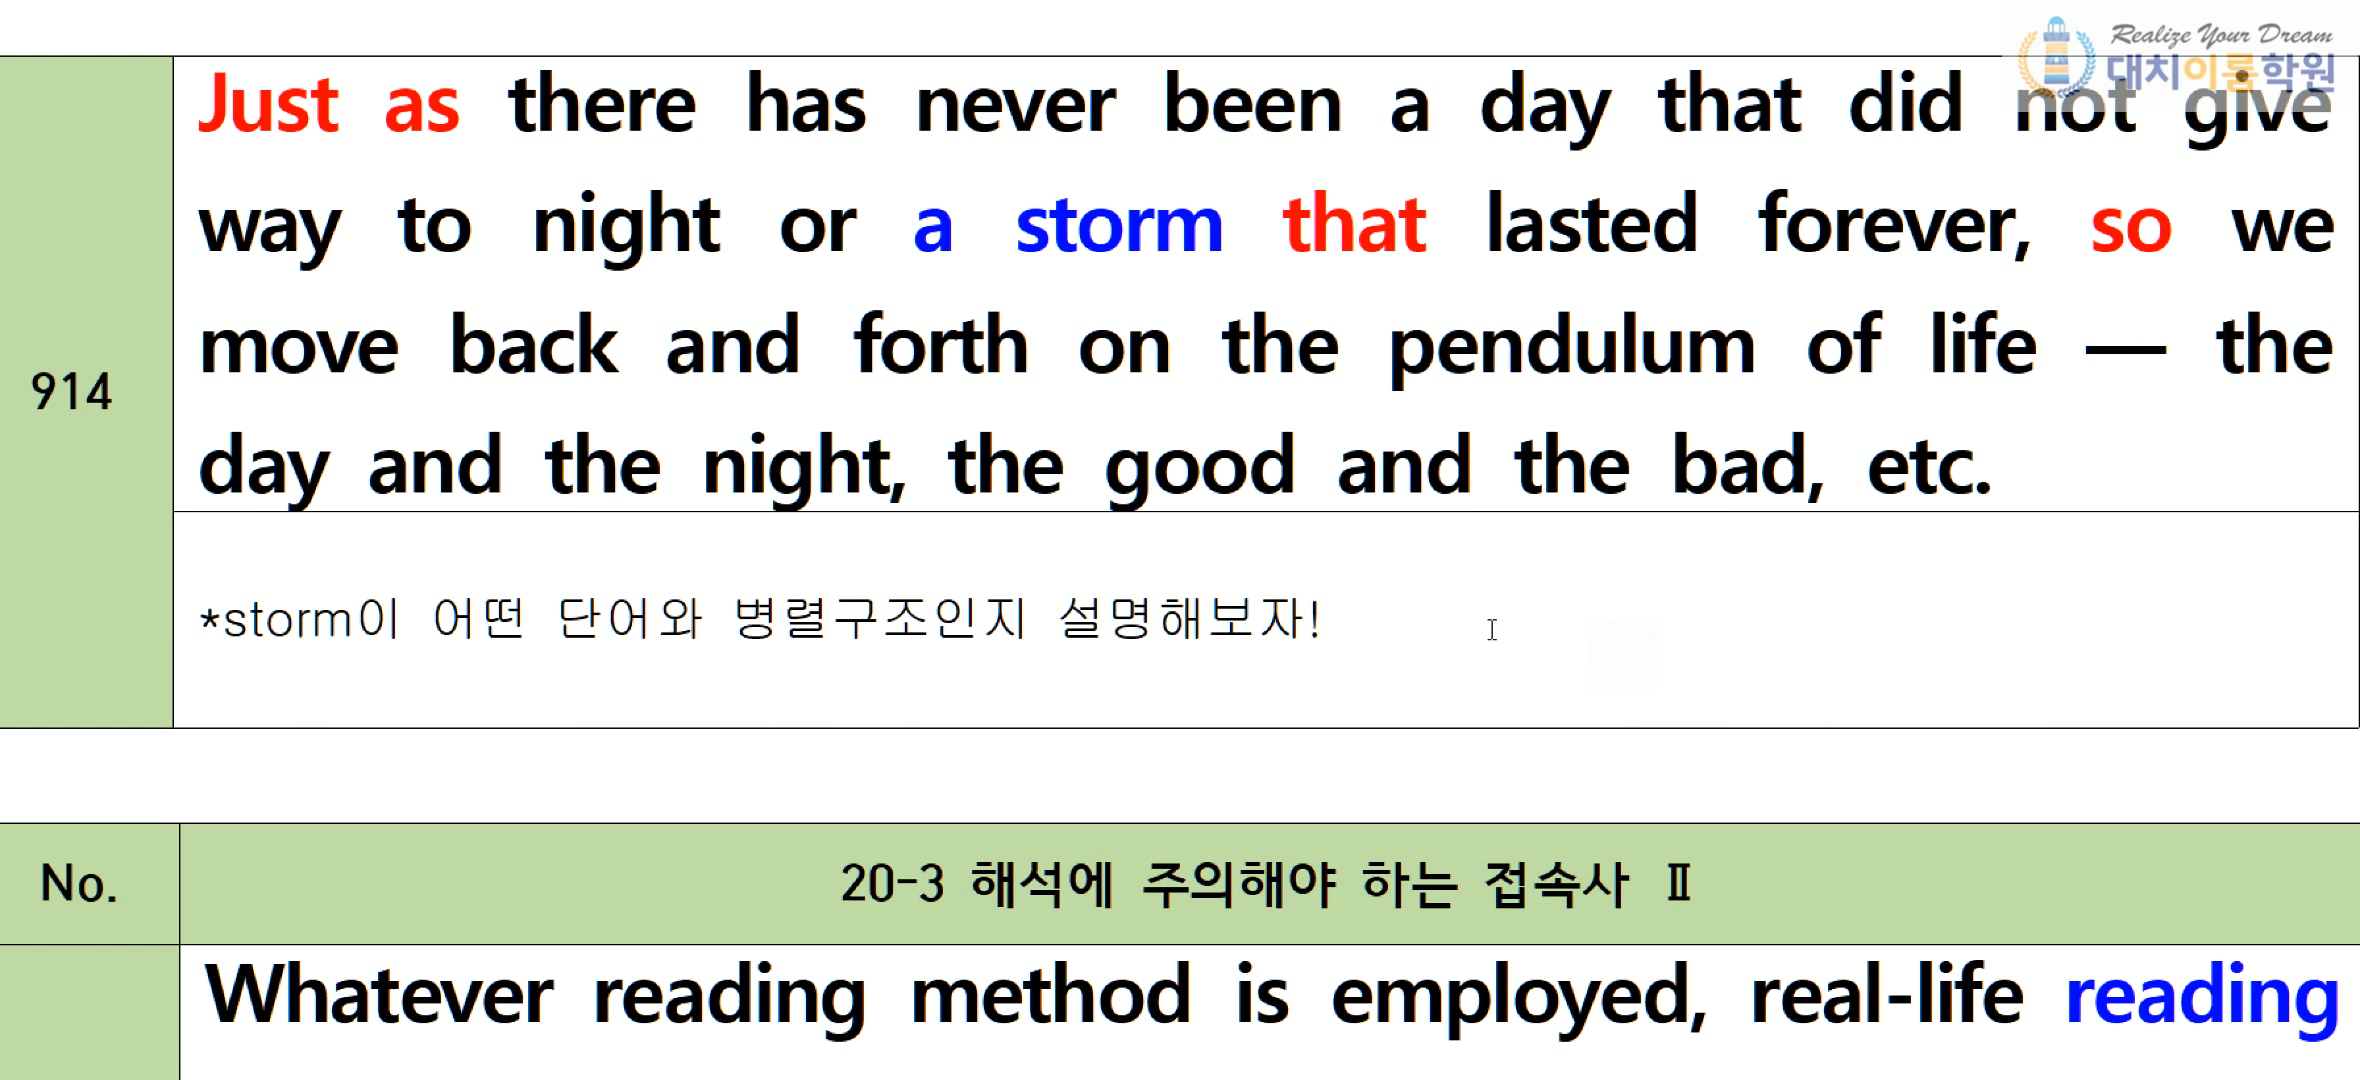 Realize Your Dream
대치이룸학원
Just as there has never been a day that did not give
way to night or a storm that lasted forever, so we
move back and forth on the pendulum of life — the
914
day and the night, the good and the bad, etc.
*storm이 어떤 단어와 병렬구조인지 설명해보자!
No. 20-3 해석에 주의해야 하는 접속사 Ⅱ
Whatever reading method is employed, real-life reading